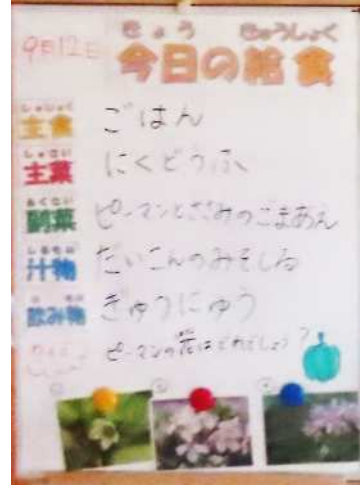 きょう きゅうしょく
9月12日 今日の給食
しゅしょく
主食 ごはん
しゅさい
主菜 にくどうふ
ふくさい
副菜 ピーマンとささみのごまあえ
しるもの
汁物 だいこんのみそしる
の もの
飲み物 ぎゅうにゅう
ピーマンの花はどれでしょう?
① ② ③